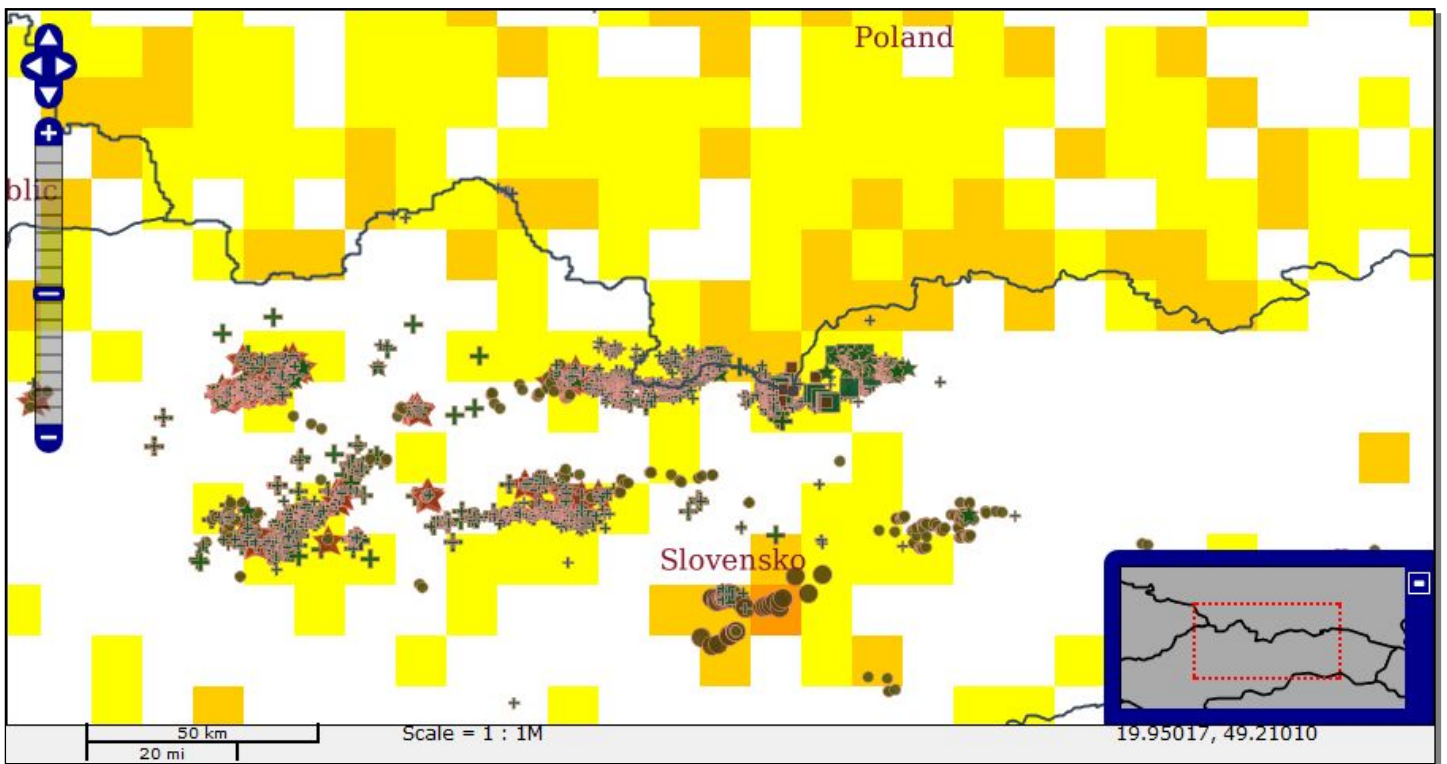 Poland
blic
Slovensko
50 km
20 mi
Scale = 1 : 1M
19.95017, 49.21010